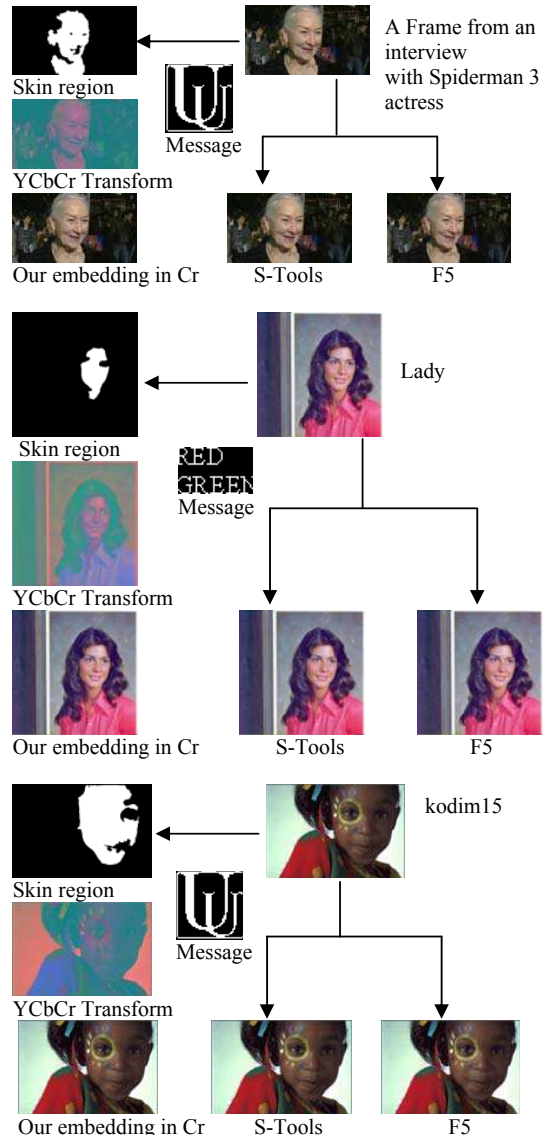 A Frame from an
interview
with Spiderman 3
actress
Skin region
UU
Message
YCbCr Transform
Our embedding in Cr
S-Tools
F5
Lady
Skin region
RED
GREEN
Message
YCbCr Transform
Our embedding in Cr
S-Tools
F5
kodim15
Skin region
UU
Message
YCbCr Transform
Our embedding in Cr
S-Tools
F5